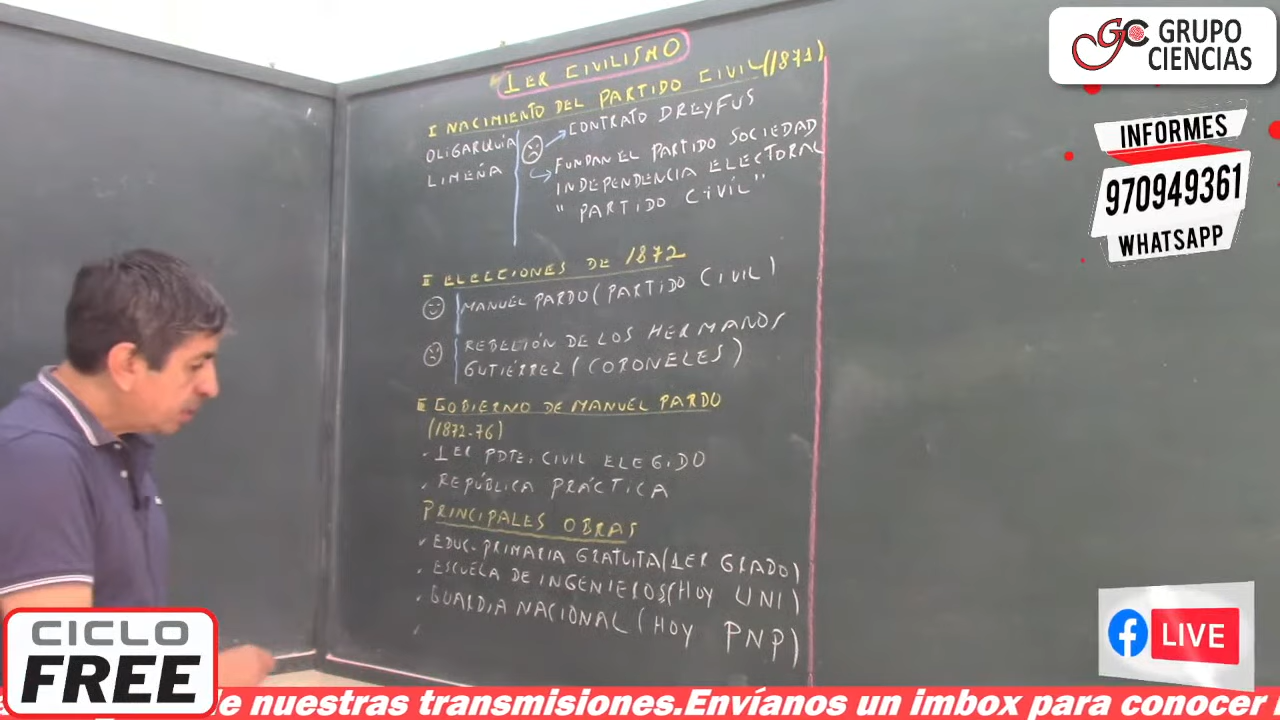 1ER CIVILISMO
I NACIMIENTO DEL PARTIDO CIVIL (1871)
OLIGARQUÍA
LIMEÑA
CONTRATO DREYFUS
FUNDAN EL PARTIDO SOCIEDAD
INDEPENDENCIA ELECTORAL
" PARTIDO CIVIL"
II ELECCIONES DE 1872
MANUEL PARDO (PARTIDO CIVIL)
REBELIÓN DE LOS HERMANOS
GUTIÉRREZ (CORONELES)
III GOBIERNO DE MANUEL PARDO
(1872-76)
. 1ER PDTE. CIVIL ELEGIDO
. REPÚBLICA PRÁCTICA
PRINCIPALES OBRAS
. EDUC. PRIMARIA GRATUITA (1ER GRADO)
. ESCUELA DE INGENIEROS (HOY UNI)
. GUARDIA NACIONAL (HOY PNP)
GC GRUPO
CIENCIAS
INFORMES
970949361
WHATSAPP
f LIVE
CICLO
FREE
de nuestras transmisiones.Envíanos un imbox para conocer